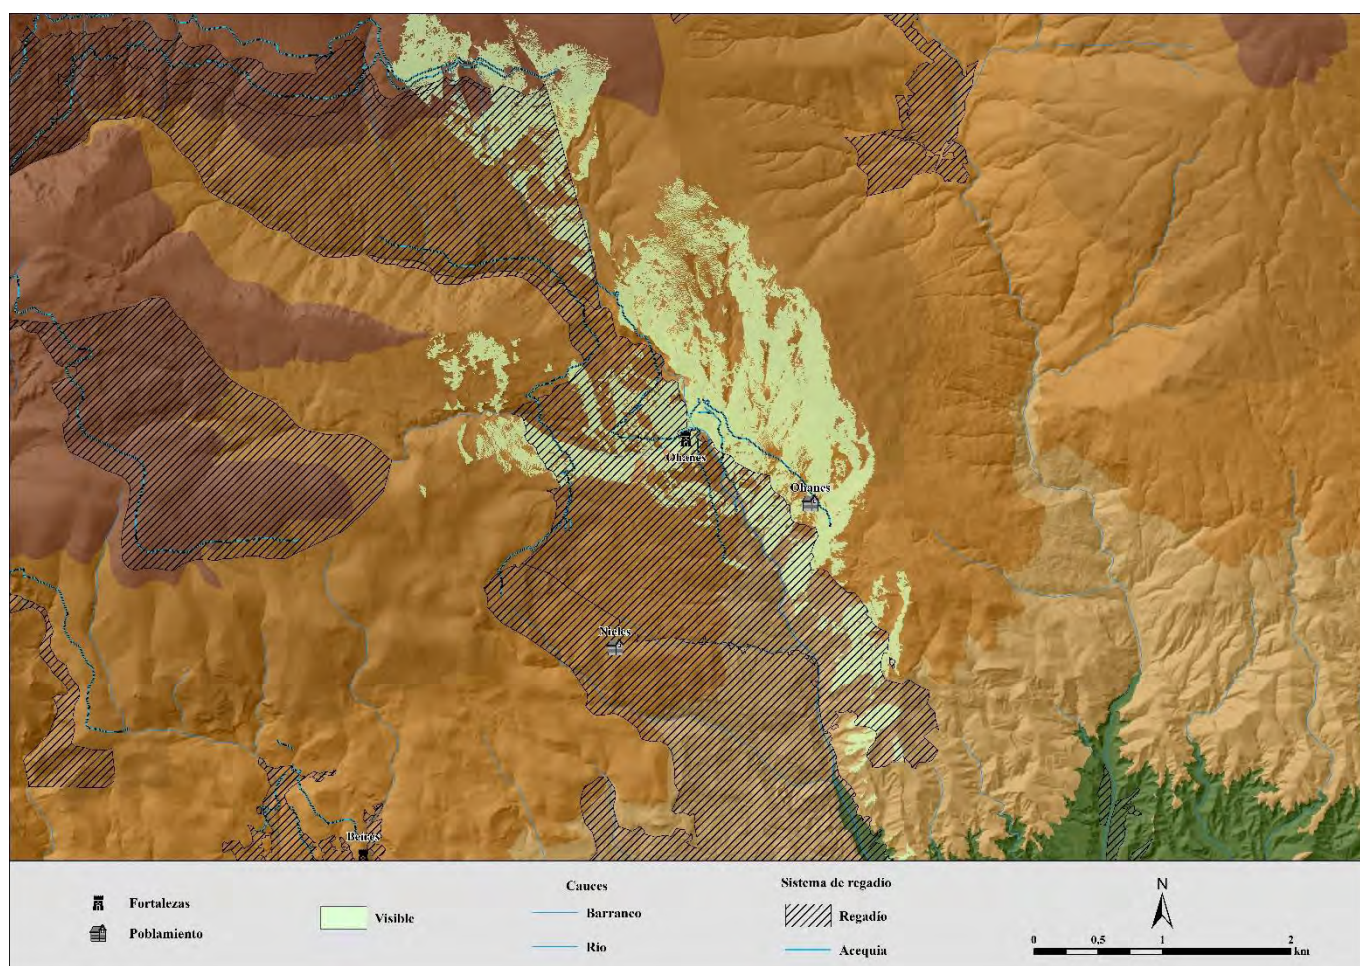 Ohanes
Ohanes
Nieles
Beires
Cauces
Sistema de regadío
N
Fortalezas
Visible
Barranco
Regadío
Poblamiento
Río
Acequia
0 0,5 1 2
km